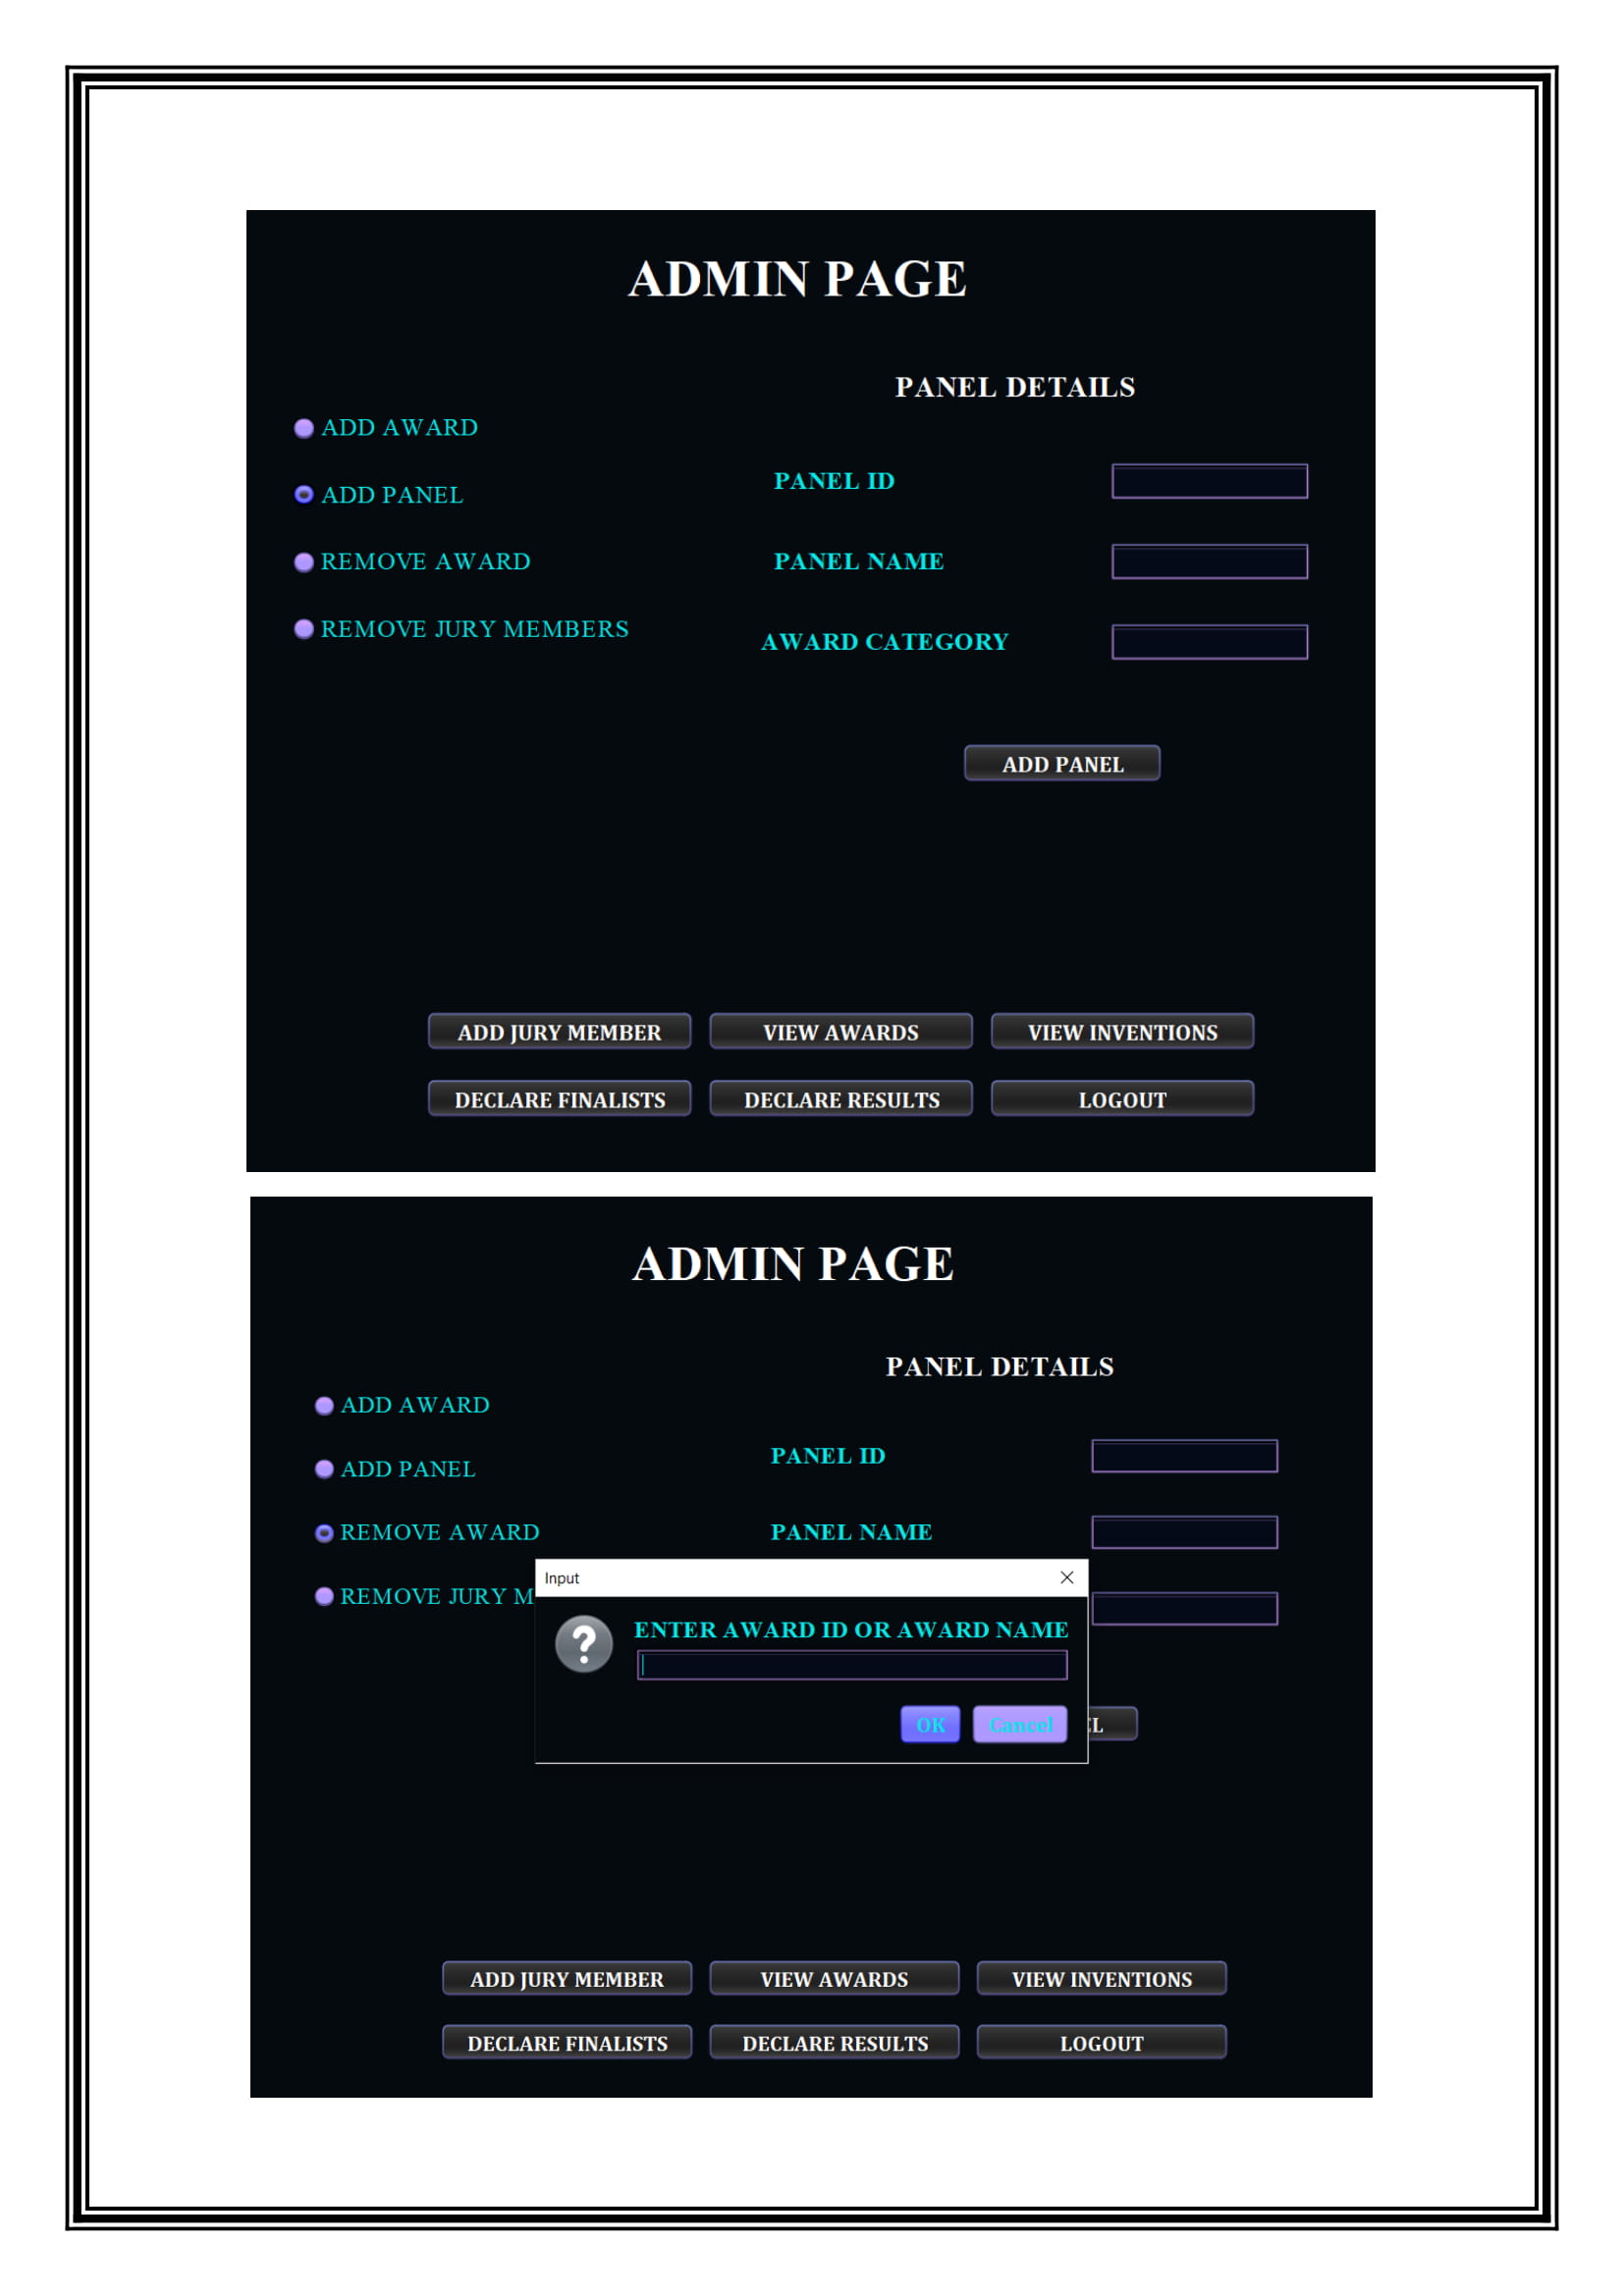 ADMIN PAGE
PANEL DETAILS
ADD AWARD
PANEL ID
ADD PANEL
REMOVE AWARD
PANEL NAME
REMOVE JURY MEMBERS
AWARD CATEGORY
ADD PANEL
ADD JURY MEMBER VIEW AWARDS VIEW INVENTIONS
DECLARE FINALISTS DECLARE RESULTS LOGOUT
ADMIN PAGE
PANEL DETAILS
ADD AWARD
PANEL ID
ADD PANEL
REMOVE AWARD PANEL NAME
Input
REMOVE JURY M
?
ENTER AWARD ID OR AWARD NAME
OK Cancel
EL
ADD JURY MEMBER VIEW AWARDS VIEW INVENTIONS
DECLARE FINALISTS DECLARE RESULTS LOGOUT